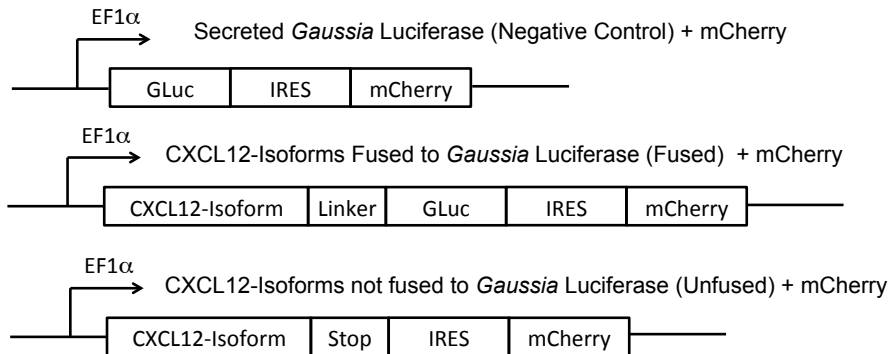 EF1α
Secreted Gaussia Luciferase (Negative Control) + mCherry
GLuc IRES mCherry
EF1α
CXCL12-Isoforms Fused to Gaussia Luciferase (Fused) + mCherry
CXCL12-Isoform Linker GLuc IRES mCherry
EF1α
CXCL12-Isoforms not fused to Gaussia Luciferase (Unfused) + mCherry
CXCL12-Isoform Stop IRES mCherry